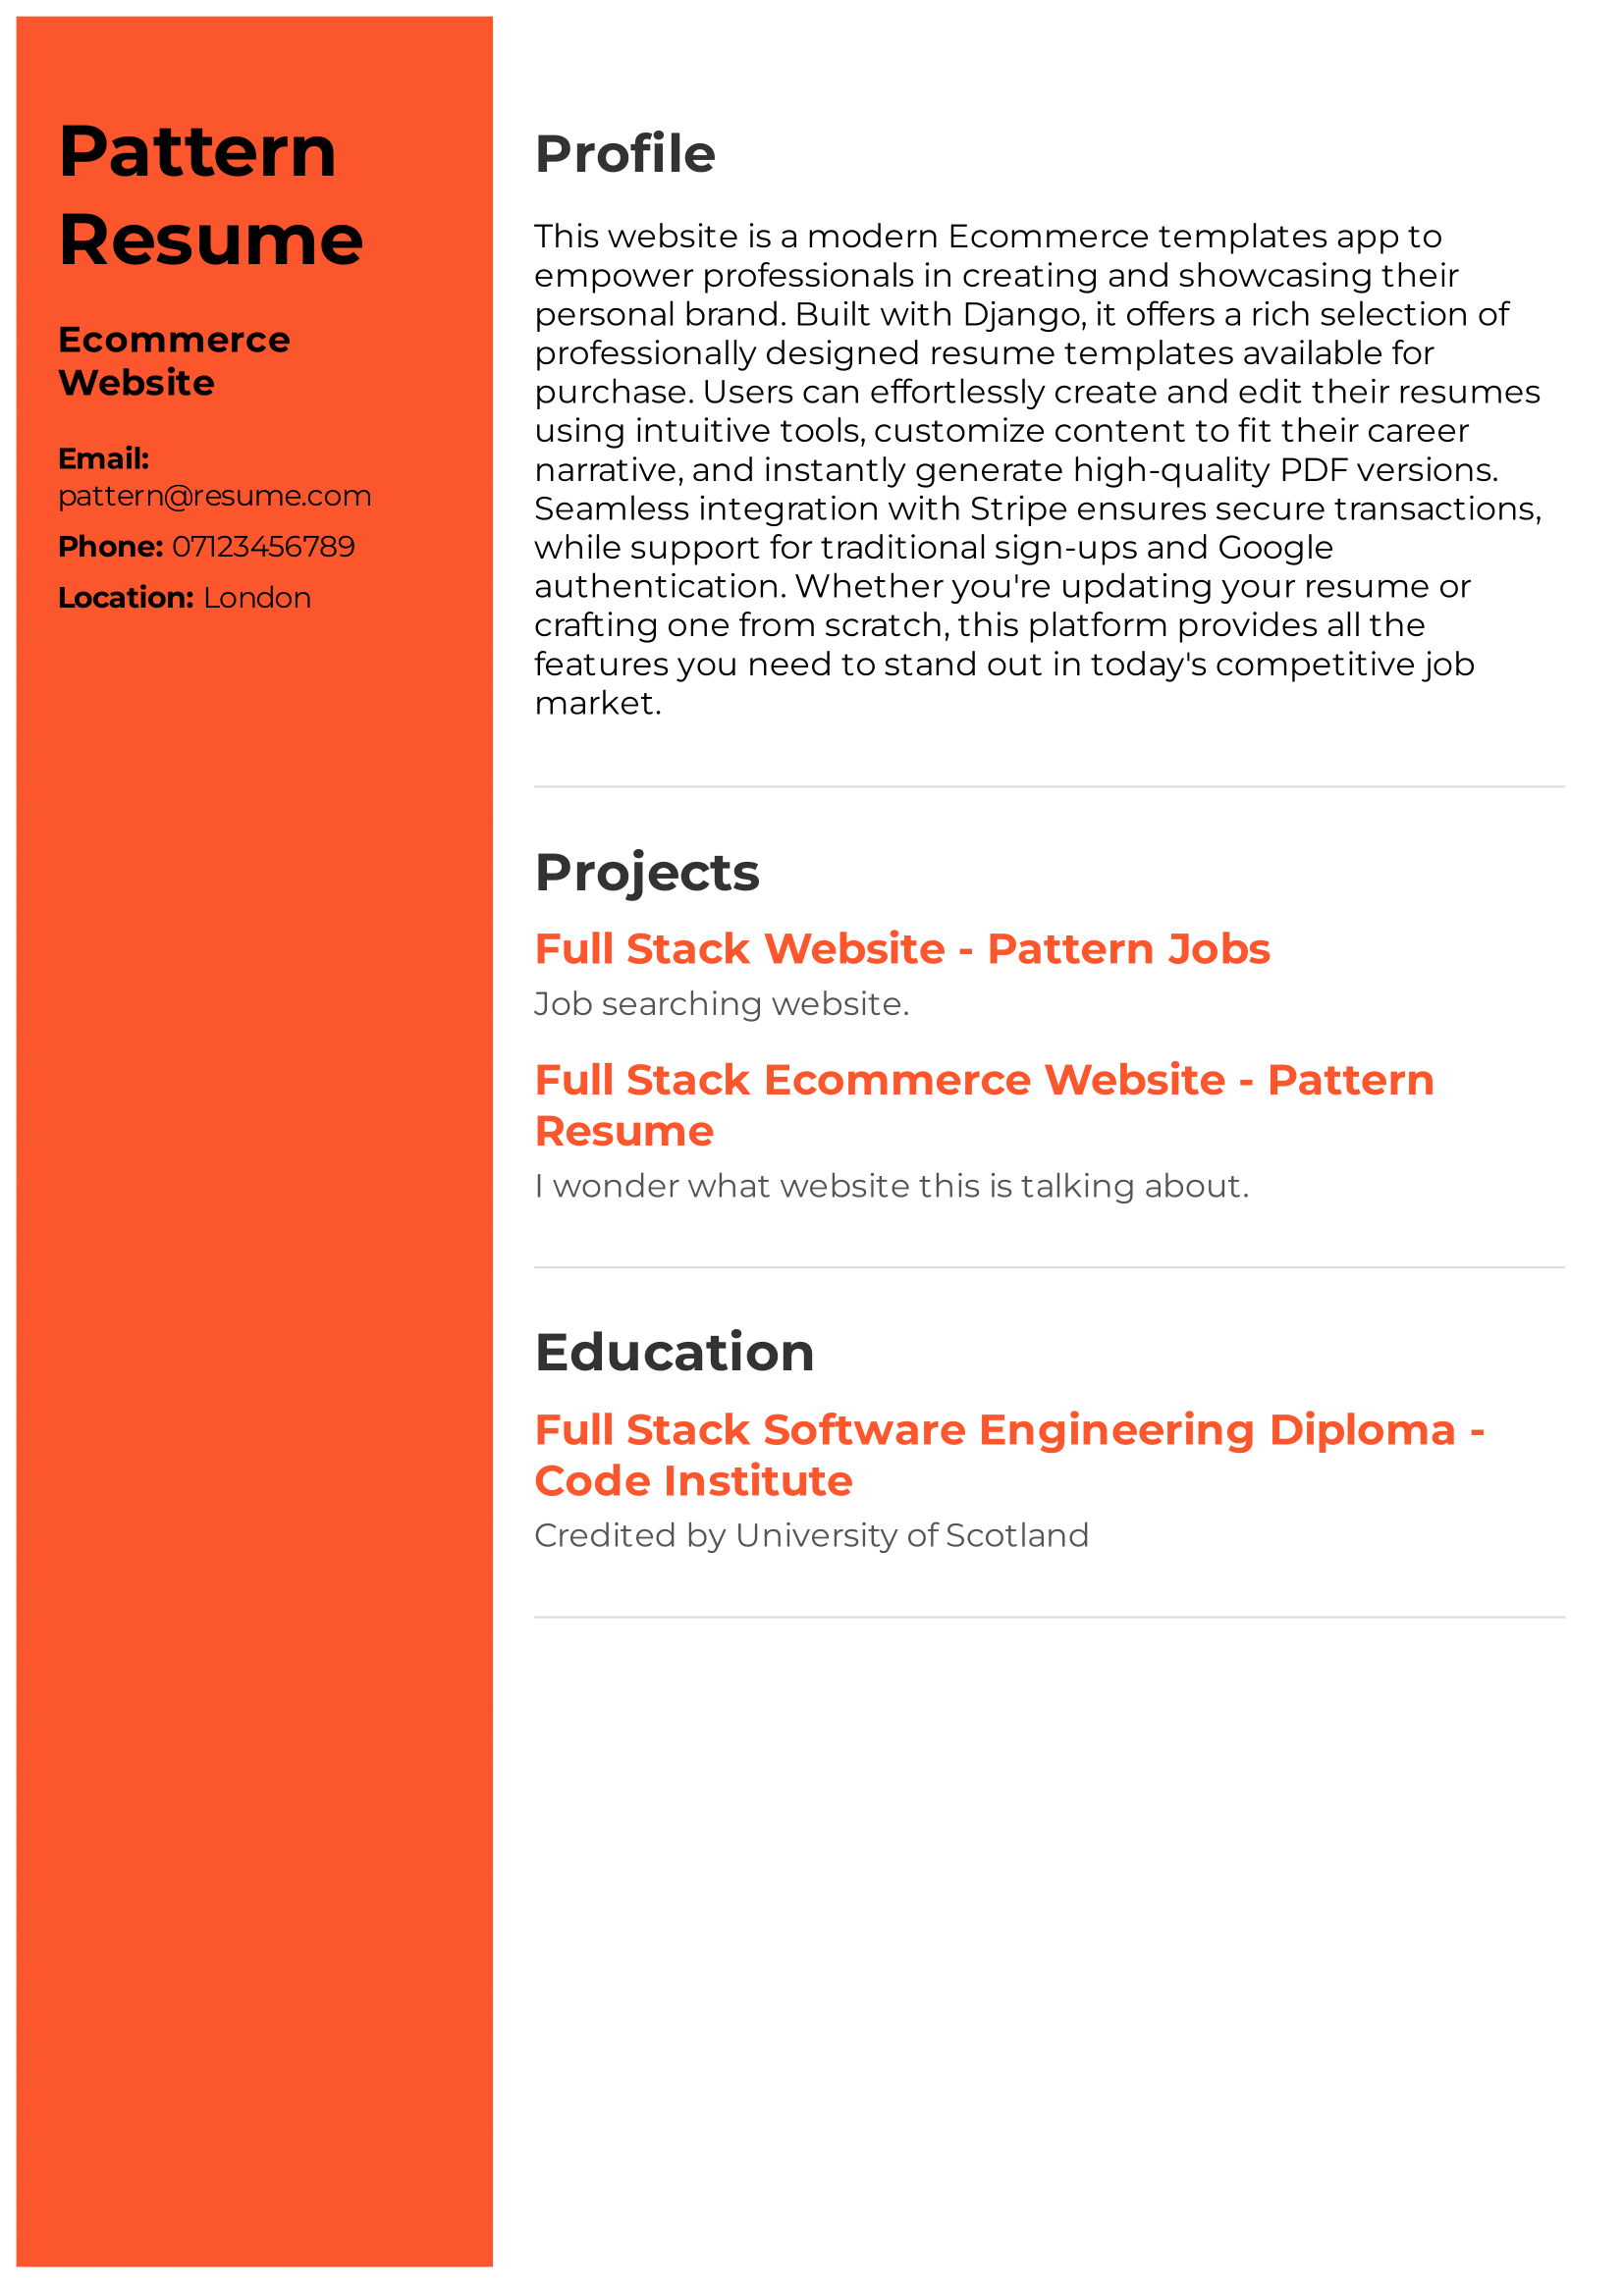 Pattern
Resume
Ecommerce
Website
Email:
pattern@resume.com
Phone: 07123456789
Location: London
Profile
This website is a modern Ecommerce templates app to
empower professionals in creating and showcasing their
personal brand. Built with Django, it offers a rich selection of
professionally designed resume templates available for
purchase. Users can effortlessly create and edit their resumes
using intuitive tools, customize content to fit their career
narrative, and instantly generate high-quality PDF versions.
Seamless integration with Stripe ensures secure transactions,
while support for traditional sign-ups and Google
authentication. Whether you're updating your resume or
crafting one from scratch, this platform provides all the
features you need to stand out in today's competitive job
market.
Projects
Full Stack Website - Pattern Jobs
Job searching website.
Full Stack Ecommerce Website - Pattern
Resume
I wonder what website this is talking about.
Education
Full Stack Software Engineering Diploma -
Code Institute
Credited by University of Scotland